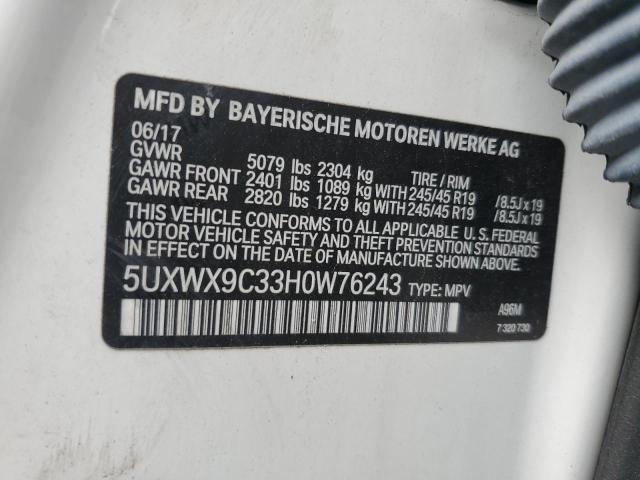 MFD BY BAYERISCHE MOTOREN WERKE AG
06/17
GVWR 5079 lbs 2304 kg TIRE / RIM
GAWR FRONT 2401 lbs 1089 kg WITH 245/45 R19 /8.5J x 19
GAWR REAR 2820 lbs 1279 kg WITH 245/45 R19 /8.5J x 19
THIS VEHICLE CONFORMS TO ALL APPLICABLE U. S. FEDERAL
MOTOR VEHICLE SAFETY AND THEFT PREVENTION STANDARDS
IN EFFECT ON THE DATE OF MANUFACTURE SHOWN ABOVE.
5UXWX9C33H0W76243 TYPE: MPV
A96M
7 320 730